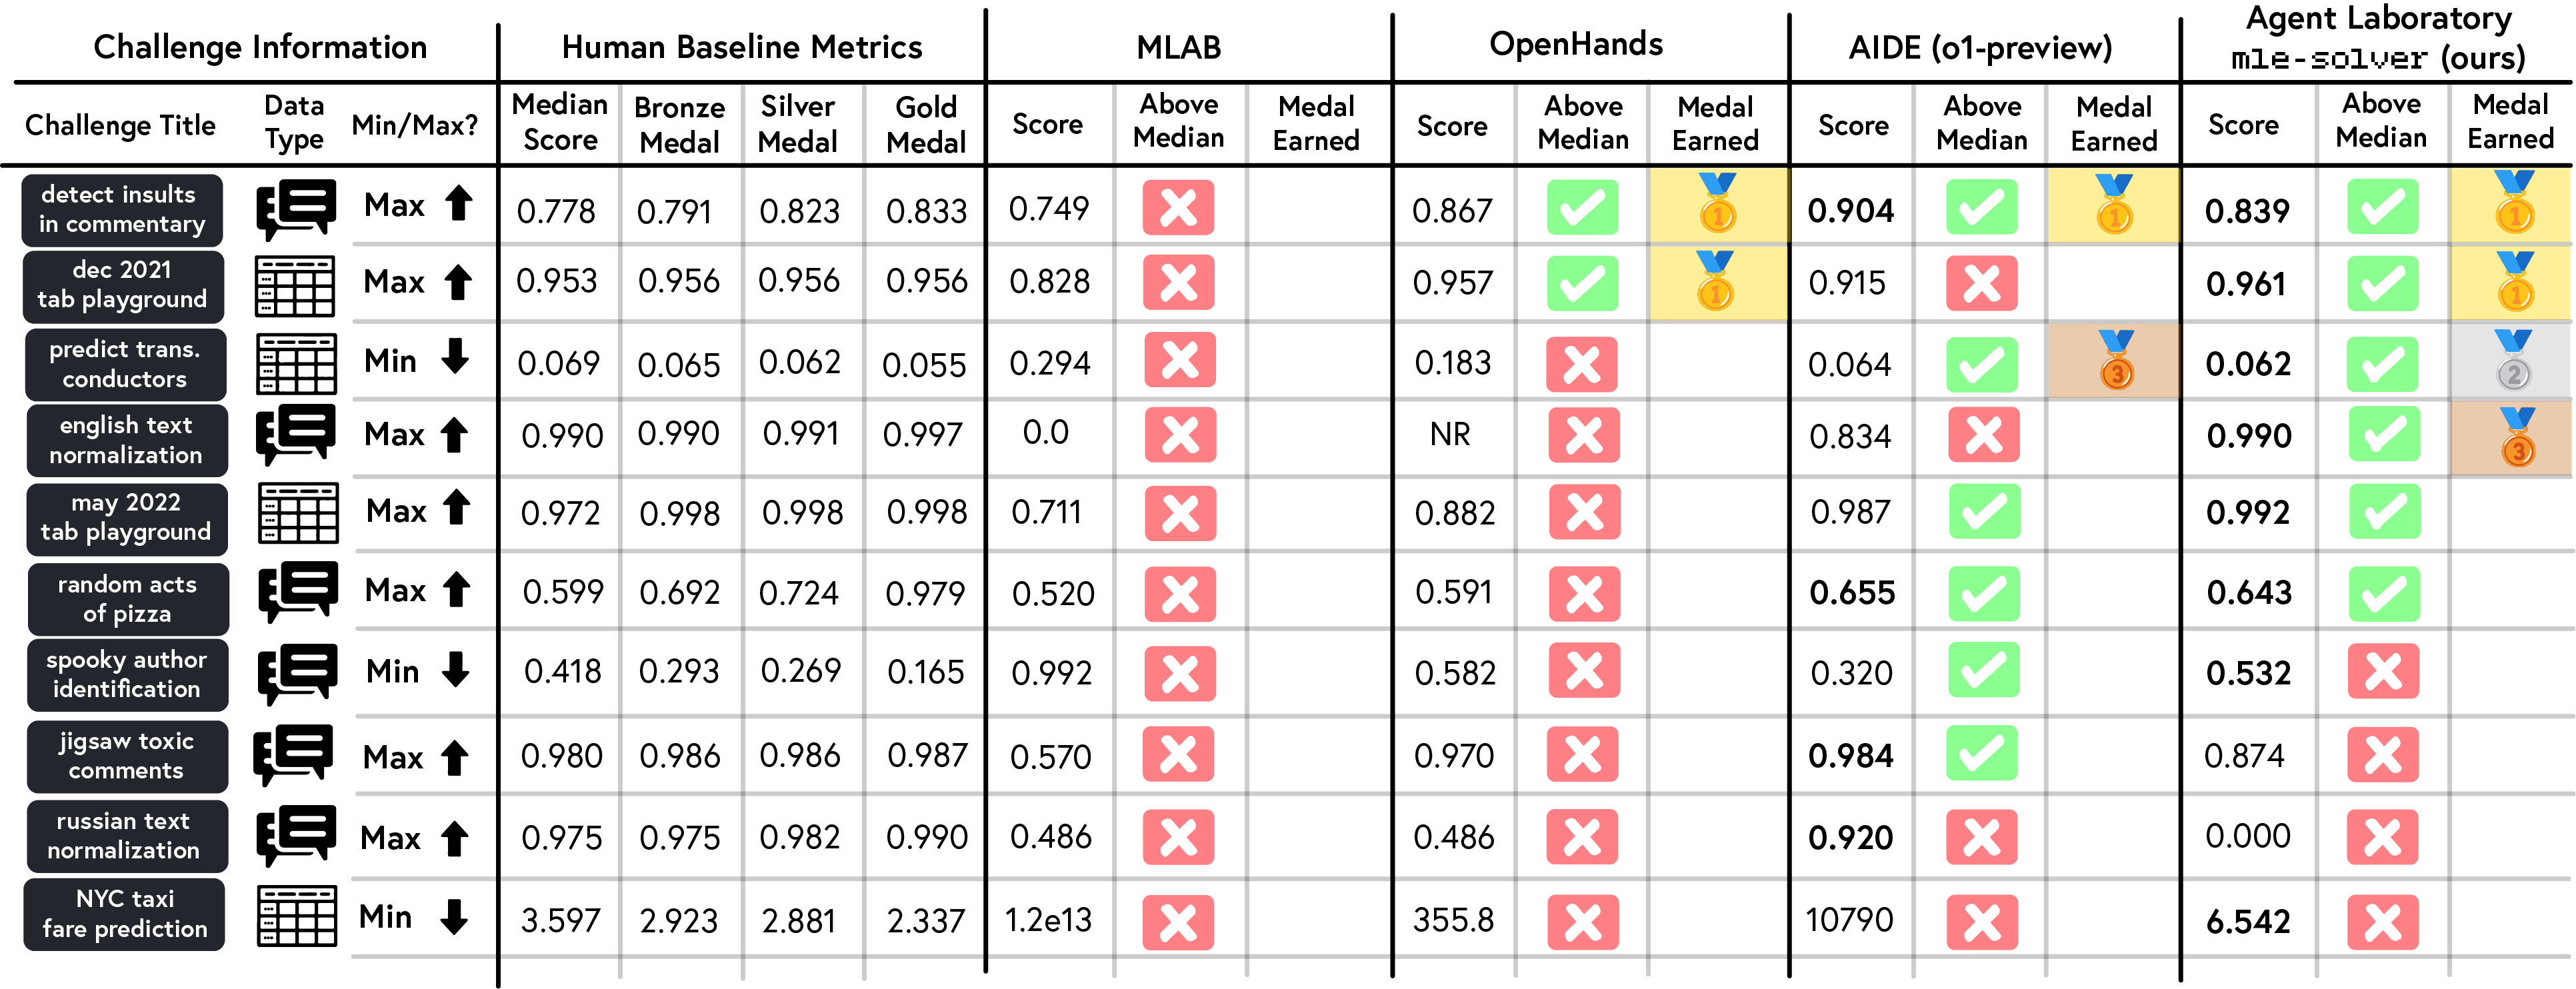 Challenge Information Human Baseline Metrics MLAB OpenHands AIDE (o1-preview) Agent Laboratory
mle-solver (ours)
Challenge Title Data Type Min/Max? Median Score Bronze Medal Silver Medal Gold Medal Score Above Median Medal Earned Score Above Median Medal Earned Score Above Median Medal Earned Score Above Median Medal Earned
detect insults in commentary Max 0.778 0.791 0.823 0.833 0.749 0.867 1 0.904 1 0.839 1
dec 2021 tab playground Max 0.953 0.956 0.956 0.956 0.828 0.957 1 0.915 0.961 1
predict trans. conductors Min 0.069 0.065 0.062 0.055 0.294 0.183 0.064 3 0.062 2
english text normalization Max 0.990 0.990 0.991 0.997 0.0 NR 0.834 0.990 3
may 2022 tab playground Max 0.972 0.998 0.998 0.998 0.711 0.882 0.987 0.992
random acts of pizza Max 0.599 0.692 0.724 0.979 0.520 0.591 0.655 0.643
spooky author identification Min 0.418 0.293 0.269 0.165 0.992 0.582 0.320 0.532
jigsaw toxic comments Max 0.980 0.986 0.986 0.987 0.570 0.970 0.984 0.874
russian text normalization Max 0.975 0.975 0.982 0.990 0.486 0.486 0.920 0.000
NYC taxi fare prediction Min 3.597 2.923 2.881 2.337 1.2e13 355.8 10790 6.542